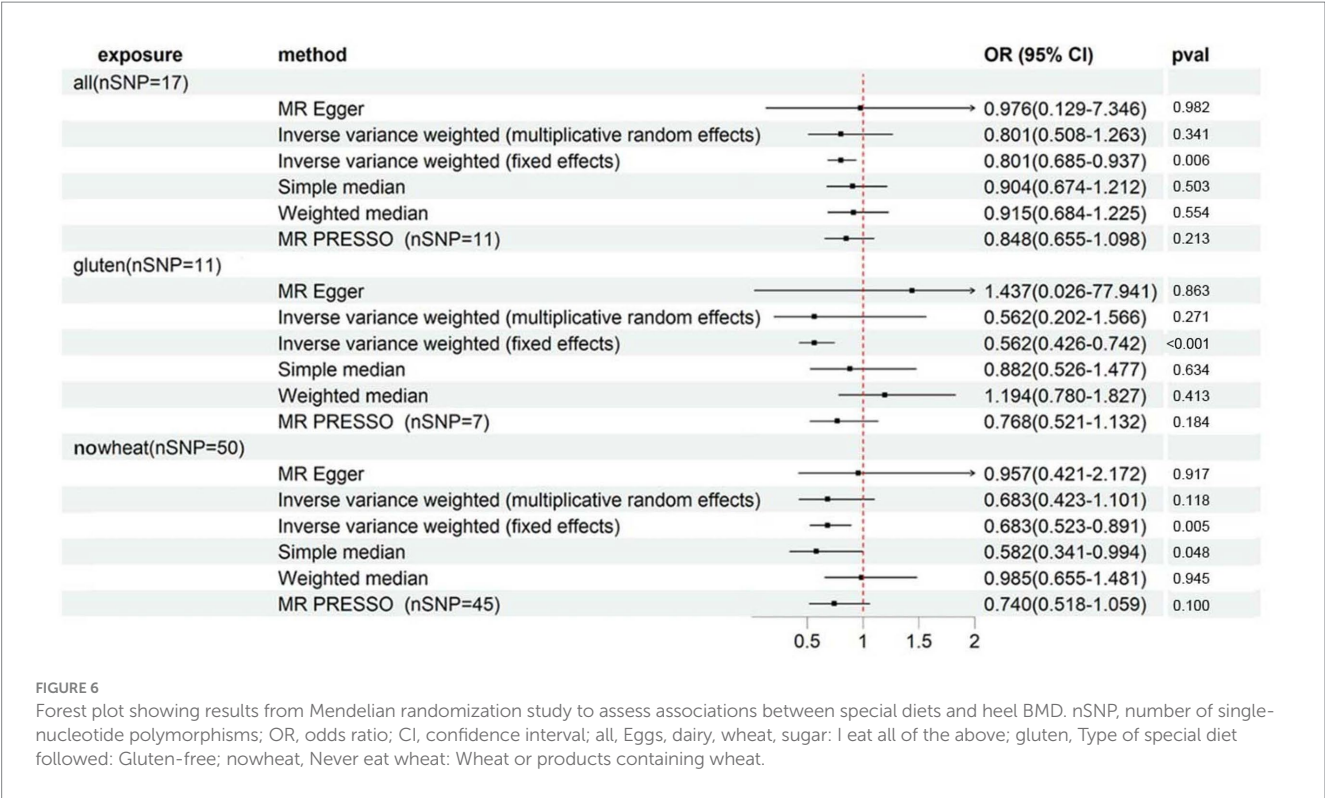 exposure method OR (95% CI) pval
all(nSNP=17)
MR Egger 0.976(0.129-7.346) 0.982
Inverse variance weighted (multiplicative random effects) 0.801(0.508-1.263) 0.341
Inverse variance weighted (fixed effects) 0.801(0.685-0.937) 0.006
Simple median 0.904(0.674-1.212) 0.503
Weighted median 0.915(0.684-1.225) 0.554
MR PRESSO (nSNP=11) 0.848(0.655-1.098) 0.213
gluten(nSNP=11)
MR Egger 1.437(0.026-77.941) 0.863
Inverse variance weighted (multiplicative random effects) 0.562(0.202-1.566) 0.271
Inverse variance weighted (fixed effects) 0.562(0.426-0.742) <0.001
Simple median 0.882(0.526-1.477) 0.634
Weighted median 1.194(0.780-1.827) 0.413
MR PRESSO (nSNP=7) 0.768(0.521-1.132) 0.184
nowheat(nSNP=50)
MR Egger 0.957(0.421-2.172) 0.917
Inverse variance weighted (multiplicative random effects) 0.683(0.423-1.101) 0.118
Inverse variance weighted (fixed effects) 0.683(0.523-0.891) 0.005
Simple median 0.582(0.341-0.994) 0.048
Weighted median 0.985(0.655-1.481) 0.945
MR PRESSO (nSNP=45) 0.740(0.518-1.059) 0.100
0.5 1 1.5 2
FIGURE 6
Forest plot showing results from Mendelian randomization study to assess associations between special diets and heel BMD. nSNP, number of single-
nucleotide polymorphisms; OR, odds ratio; CI, confidence interval; all, Eggs, dairy, wheat, sugar: I eat all of the above; gluten, Type of special diet
followed: Gluten-free; nowheat, Never eat wheat: Wheat or products containing wheat.